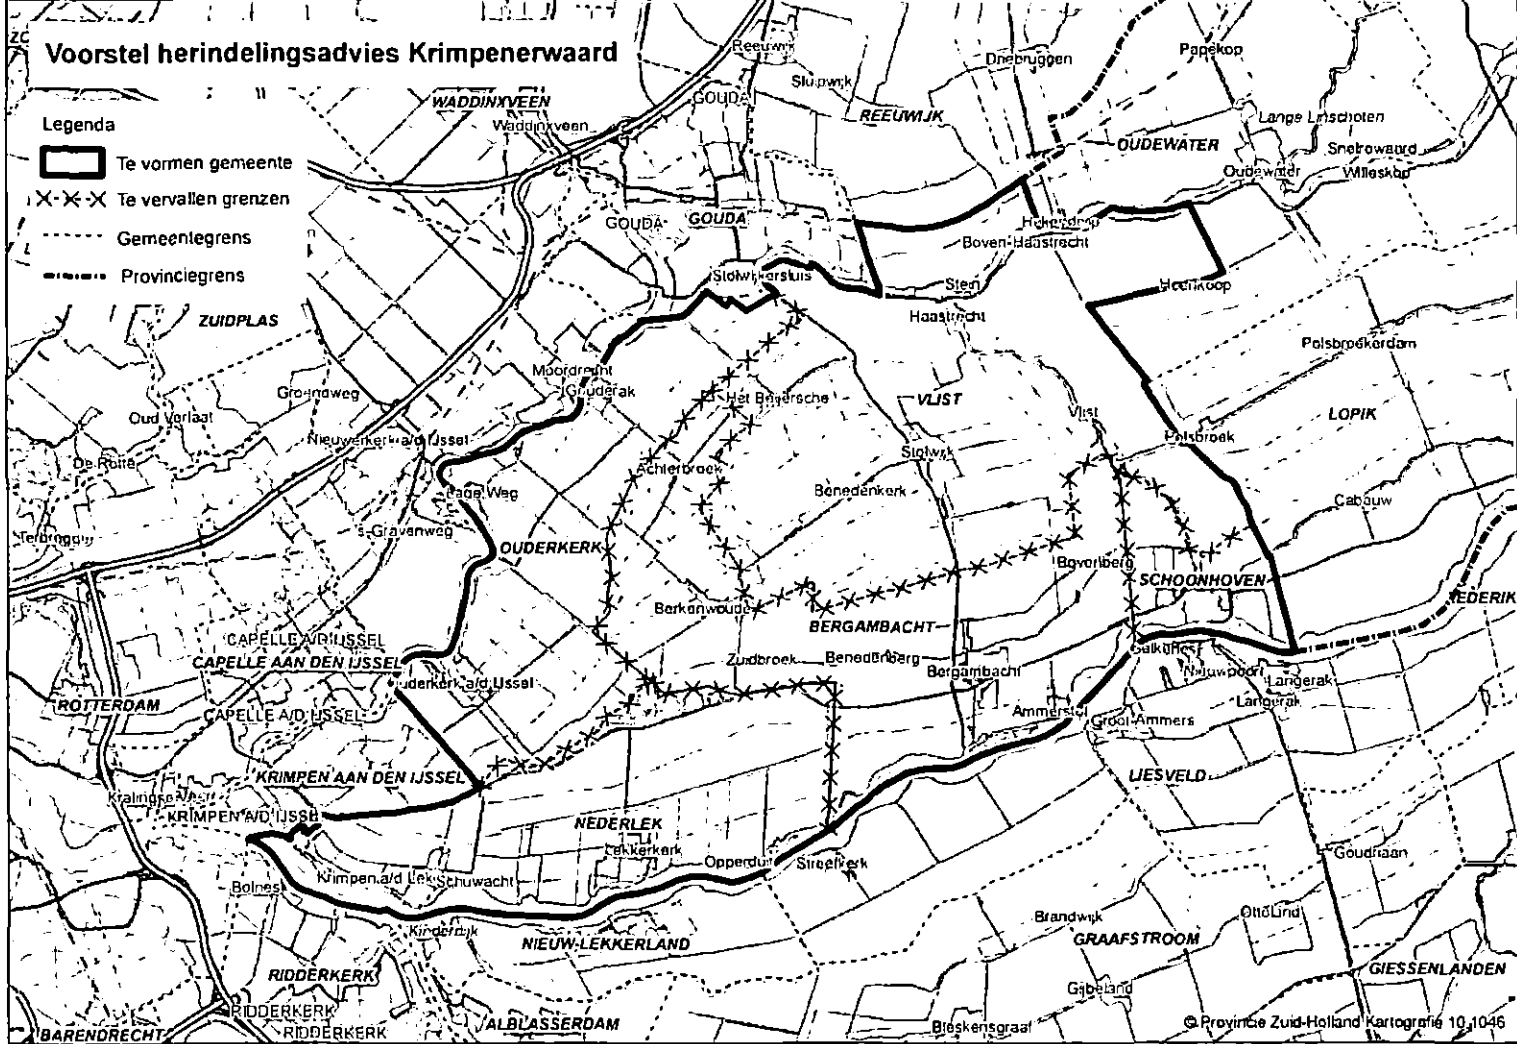 Voorstel herindelingsadvies Krimpenerwaard
Legenda
Te vormen gemeente
X-X-X Te vervallen grenzen
Gemeentegrens
Provinciegrens
Reeuwijk
Sluipwijk
Driebruggen
Papekop
WADDINXVEEN
Waddinxveen
GOUDA
REEUWIJK
Lange Linschoten
OUDEWATER
Snelrewaard
Oudewater
Willeskop
GOUDA
GOUDA
Hekendorp
Boven-Haastrecht
Stolwijkersluis
Stein
Hoenkoop
Haastrecht
ZUIDPLAS
Polsbroekerdam
Moordrecht
Gouderak
Groendweg
Het Beijersche
VLIST
Vlist
LOPIK
Oud Verlaat
Nieuwerkerk a/d IJssel
Polsbroek
De Rotte
Achterbroek
Stolwijk
Lage Weg
Benedenkerk
Cabauw
's-Gravenweg
Terbregge
OUDERKERK
Bovenberg
SCHOONHOVEN
Berkenwoude
BERGAMBACHT
CAPELLE A/D IJSSEL
CAPELLE AAN DEN IJSSEL
Zuidbroek
Benedenberg
Gelkenes
Bergambacht
Nieuwpoort
Langerak
Ouderkerk a/d IJssel
Langerak
ROTTERDAM
CAPELLE A/D IJSSEL
Ammerstol
Groot-Ammers
KRIMPEN AAN DEN IJSSEL
LIESVELD
KRIMPEN A/D IJSSEL
NEDERLEK
Lekkerkerk
Opperduit
Streefkerk
Goudriaan
Krimpen a/d Lek
Schuwacht
Bolnes
Kinderdijk
NIEUW-LEKKERLAND
Brandwijk
Ottoland
GRAAFSTROOM
RIDDERKERK
GIESSENLANDEN
Gijbeland
RIDDERKERK
ALBLASSERDAM
Bleskensgraaf
BARENDRECHT
RIDDERKERK
© Provincie Zuid-Holland Kartografie 10.1046